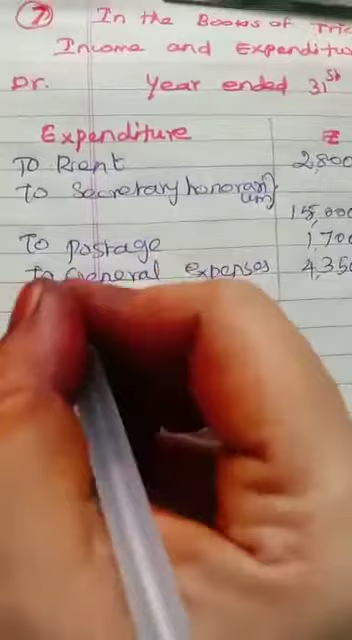 7 In the Books of
Income and
Dr. Year ended 31st
Expenditure ₹
To Rent 2,800
To Secretary honorarium
15,000
To postage 1,700
To General expenses 4,350